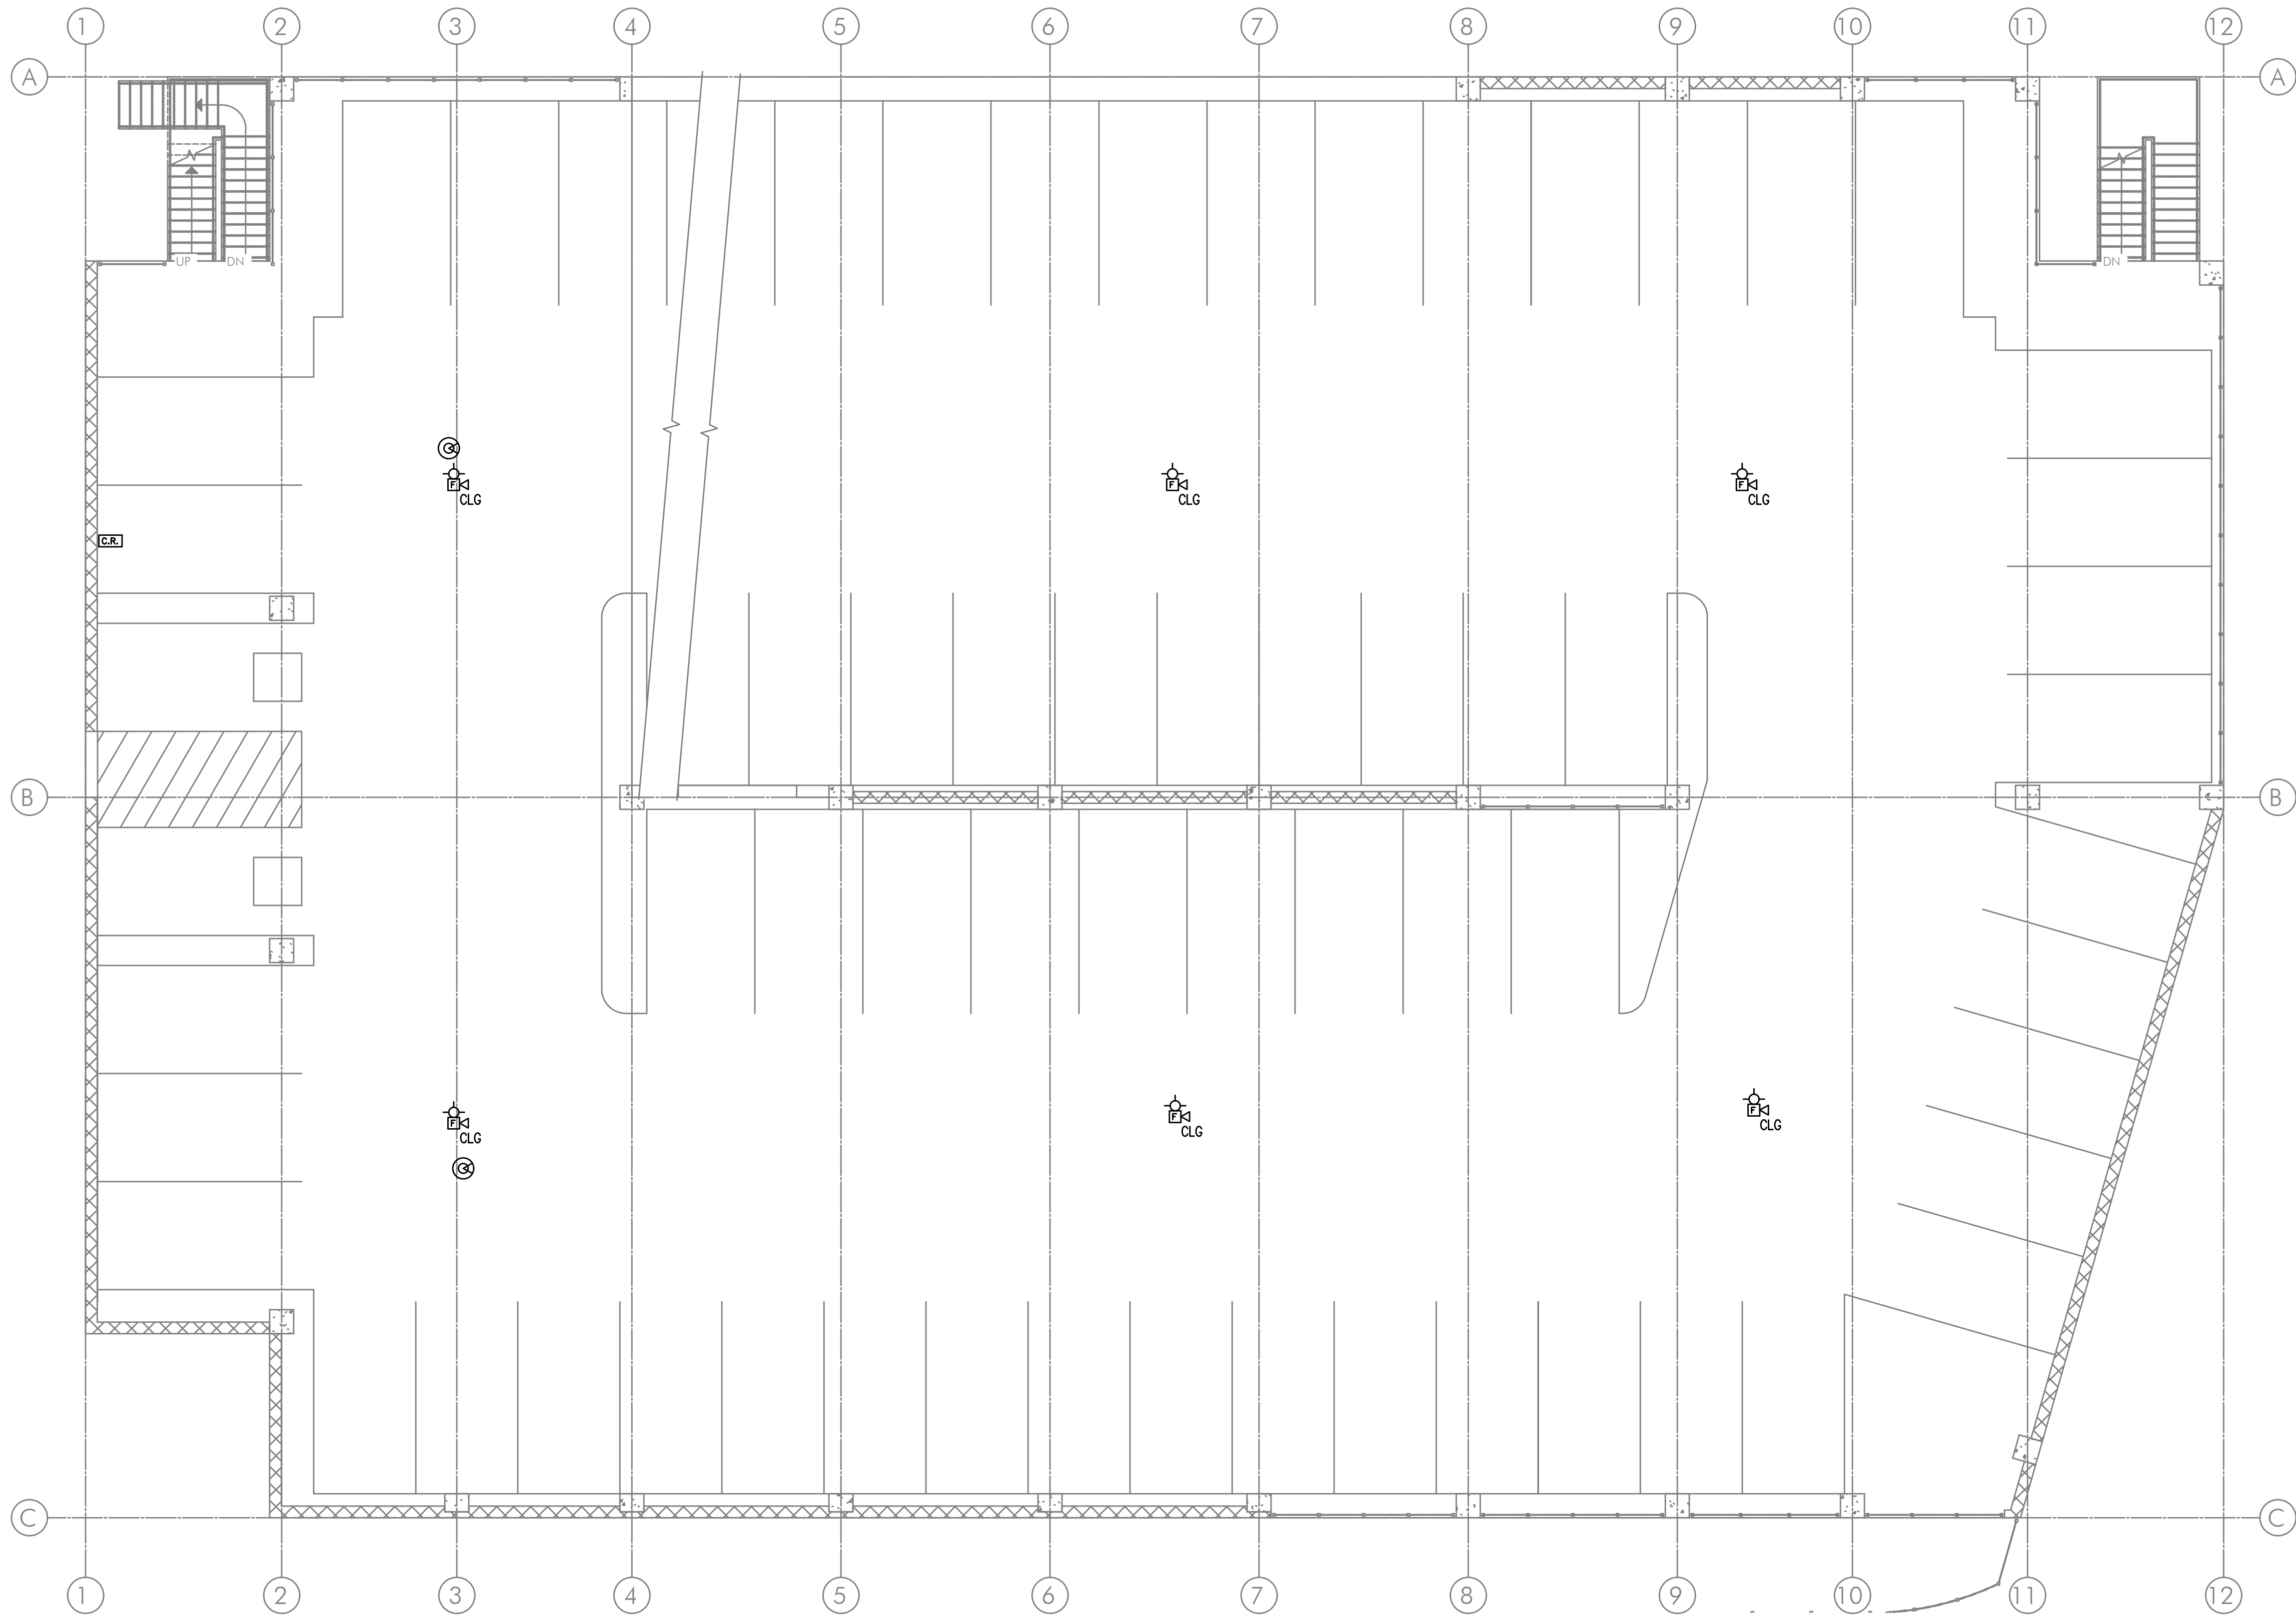 1 2 3 4 5 6 7 8 9 10 11 12
A A
UP DN DN
F F F
CLG CLG CLG
C.R.
B B
F F F
CLG CLG CLG
C C
1 2 3 4 5 6 7 8 9 10 11 12